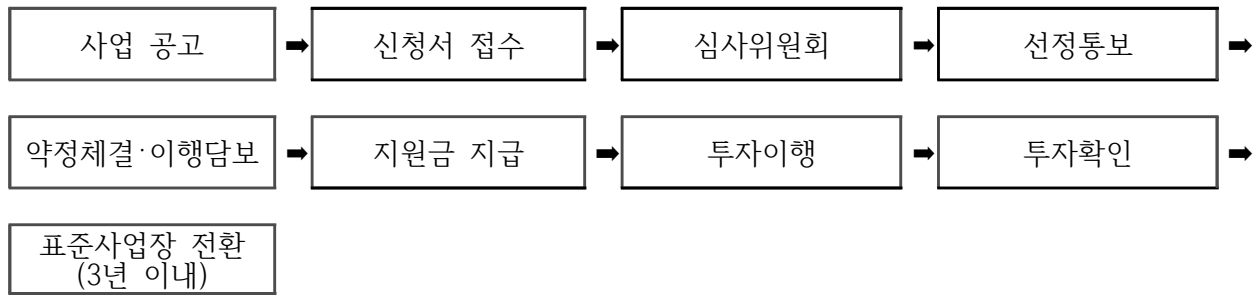 사업 공고 ➡ 신청서 접수 ➡ 심사위원회 ➡ 선정통보 ➡
약정체결·이행담보 ➡ 지원금 지급 ➡ 투자이행 ➡ 투자확인 ➡
표준사업장 전환
(3년 이내)